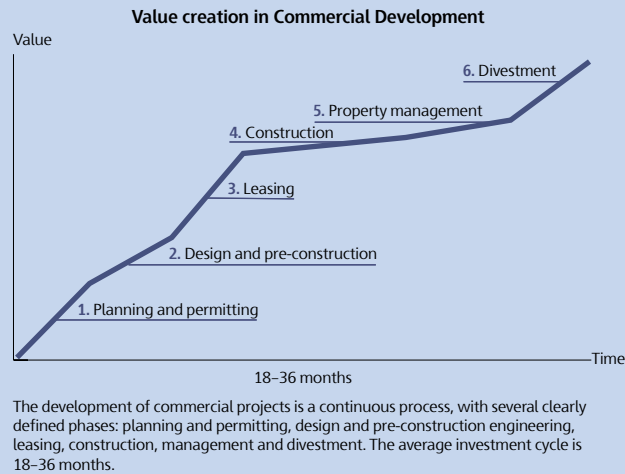 Value creation in Commercial Development
Value
6. Divestment
5. Property management
4. Construction
3. Leasing
2. Design and pre-construction
1. Planning and permitting
Time
18–36 months
The development of commercial projects is a continuous process, with several clearly
defined phases: planning and permitting, design and pre-construction engineering,
leasing, construction, management and divestment. The average investment cycle is
18–36 months.